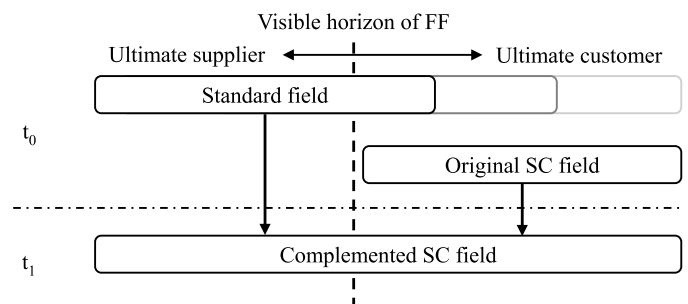 Visible horizon of FF
Ultimate supplier
Ultimate customer
Standard field
t0
Original SC field
Complemented SC field
t1